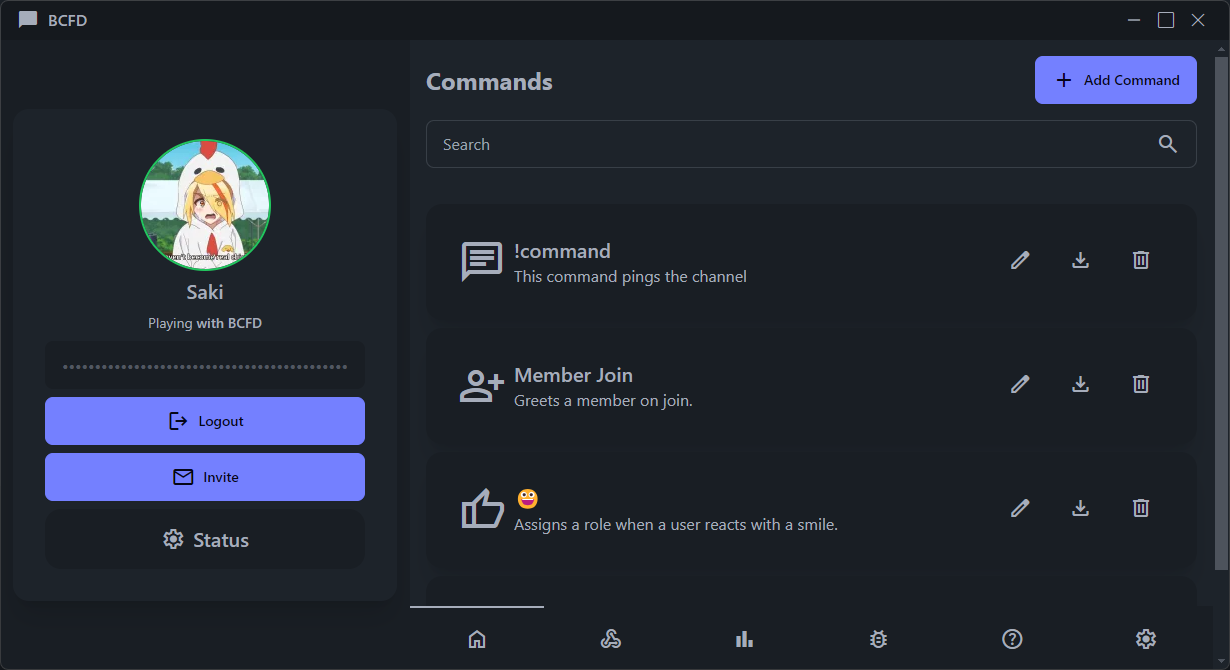 BCFD
Commands
Add Command
Search
Saki
Playing with BCFD
Logout
Invite
Status
!command
This command pings the channel
Member Join
Greets a member on join.
Assigns a role when a user reacts with a smile.